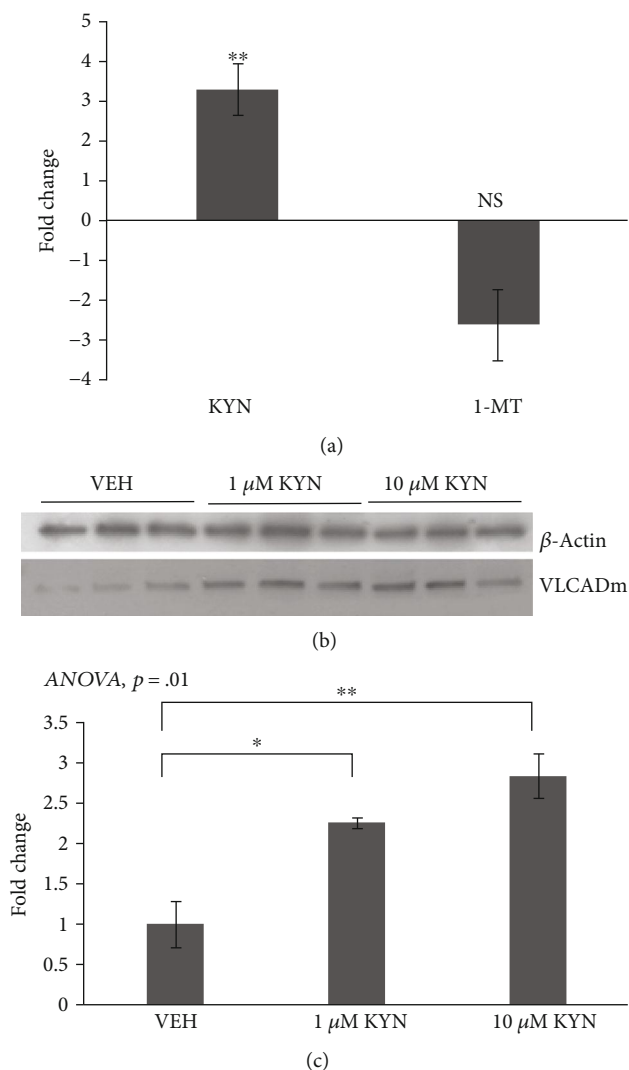 5
4
3
2
1
0
−1
−2
−3
−4
Fold change
**
NS
KYN
1-MT
(a)
VEH
1 μM KYN
10 μM KYN
β-Actin
VLCADm
(b)
ANOVA, p = .01
**
*
3.5
3
2.5
2
1.5
1
0.5
0
Fold change
VEH
1 μM KYN
10 μM KYN
(c)